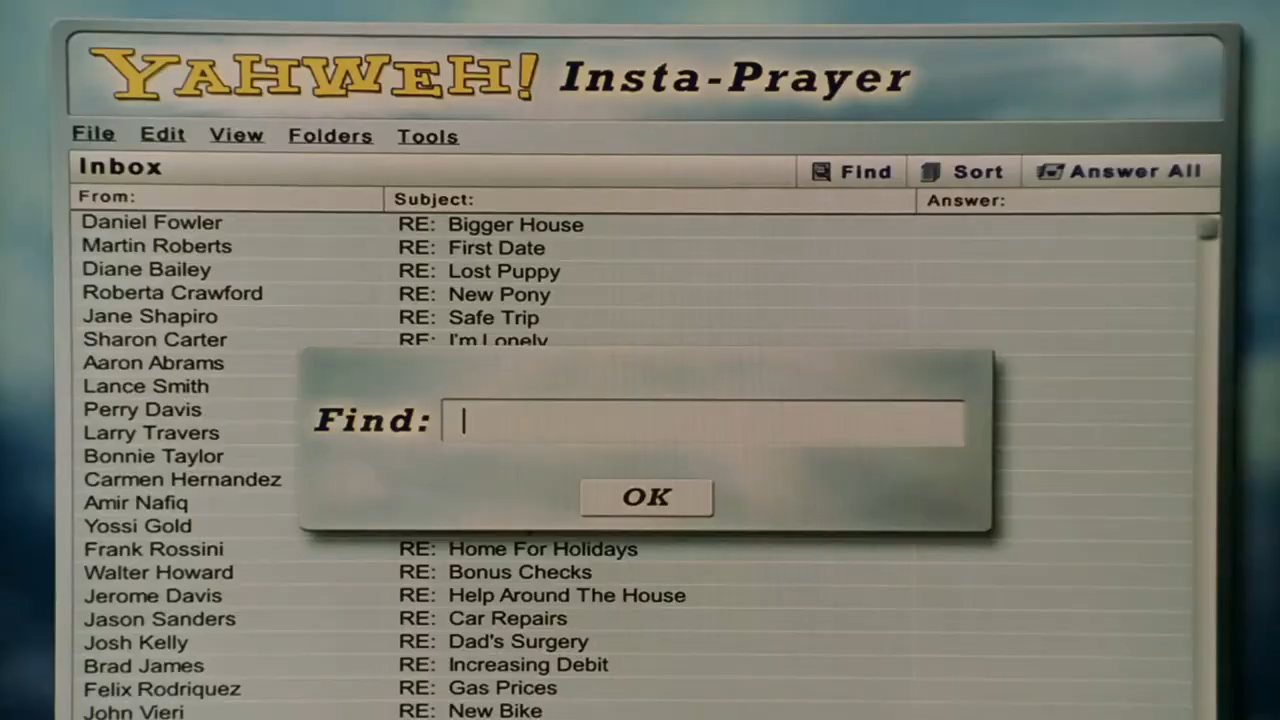 YAHWEH! Insta-Prayer
File Edit View Folders Tools
Inbox Find Sort Answer All
From: Subject: Answer:
Daniel Fowler RE: Bigger House
Martin Roberts RE: First Date
Diane Bailey RE: Lost Puppy
Roberta Crawford RE: New Pony
Jane Shapiro RE: Safe Trip
Sharon Carter RE: I'm Lonely
Aaron Abrams
Lance Smith
Perry Davis
Find:
Larry Travers
Bonnie Taylor
Carmen Hernandez
OK
Amir Nafiq
Yossi Gold
Frank Rossini RE: Home For Holidays
Walter Howard RE: Bonus Checks
Jerome Davis RE: Help Around The House
Jason Sanders RE: Car Repairs
Josh Kelly RE: Dad's Surgery
Brad James RE: Increasing Debit
Felix Rodriquez RE: Gas Prices
John Vieri RE: New Bike